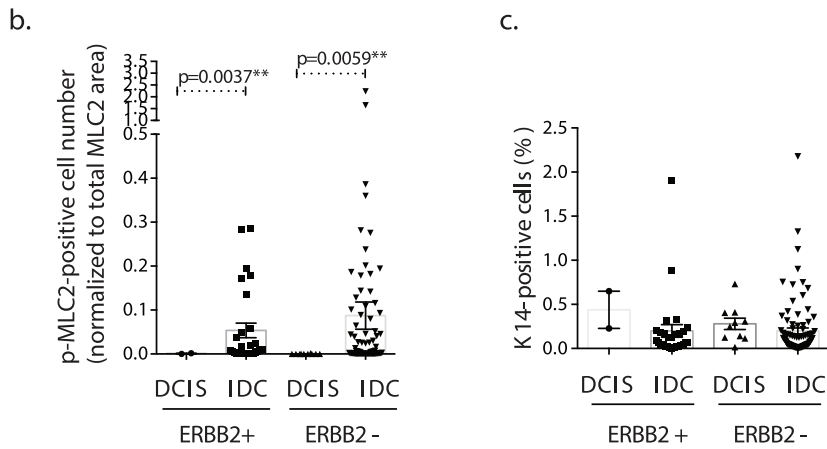 b.
p-MLC2-positive cell number
(normalized to total MLC2 area)
3.5
3.0
2.5
2.0
1.5
1.0
0.5
0.3
0.2
0.1
0.0
p=0.0037**
p=0.0059**
DCIS IDC DCIS IDC
ERBB2+ ERBB2 -
c.
K14-positive cells (%)
2.5
2.0
1.5
1.0
0.5
0.0
DCIS IDC DCIS IDC
ERBB2 + ERBB2-